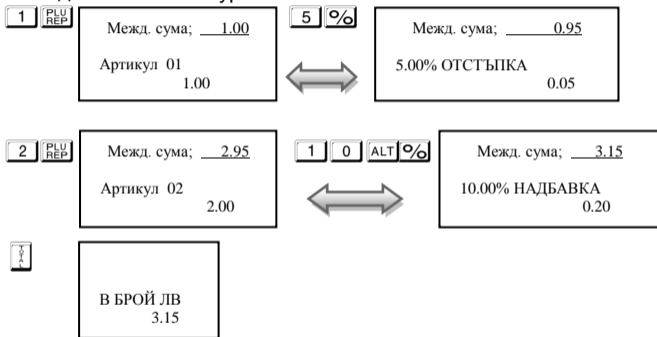 1 PLU REP Межд. сума; 1.00 5 % Межд. сума; 0.95
Артикул 01 5.00% ОТСТЪПКА
1.00 0.05
2 PLU REP Межд. сума; 2.95 1 0 ALT % Межд. сума; 3.15
Артикул 02 10.00% НАДБАВКА
2.00 0.20
TOTAL
В БРОЙ ЛВ
3.15